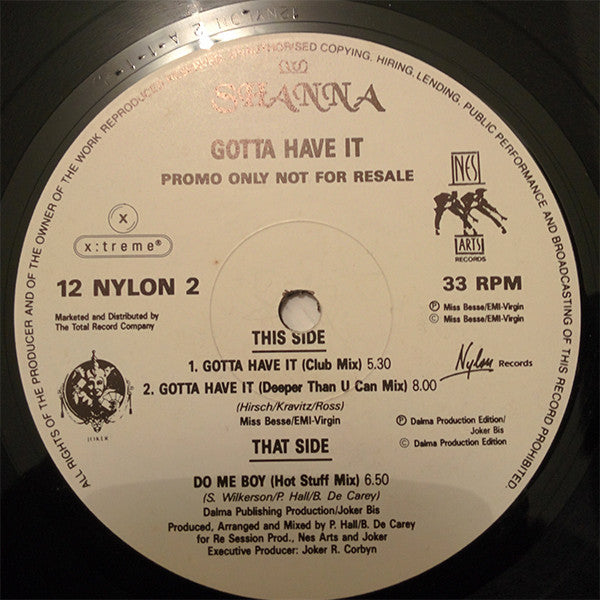 12NYLON 2 A-1-1
ALL RIGHTS OF THE PRODUCER AND OF THE OWNER OF THE WORK REPRODUCED RESERVED. UNAUTHORISED COPYING, HIRING, LENDING, PUBLIC PERFORMANCE AND BROADCASTING OF THIS RECORD PROHIBITED.
SHANNA
GOTTA HAVE IT
PROMO ONLY NOT FOR RESALE
x
x:treme®
NES
ARTS
RECORDS
12 NYLON 2
33 RPM
Marketed and Distributed by
The Total Record Company
Ⓟ Miss Besse/EMI-Virgin
© Miss Besse/EMI-Virgin
THIS SIDE
1. GOTTA HAVE IT (Club Mix) 5.30
2. GOTTA HAVE IT (Deeper Than U Can Mix) 8.00
(Hirsch/Kravitz/Ross)
Miss Besse/EMI-Virgin
Nylon Records
JOKER
Ⓟ Dalma Production Edition/
Joker Bis
© Dalma Production Edition
THAT SIDE
DO ME BOY (Hot Stuff Mix) 6.50
(S. Wilkerson/P. Hall/B. De Carey)
Dalma Publishing Production/Joker Bis
Produced, Arranged and Mixed by P. Hall/B. De Carey
for Re Session Prod., Nes Arts and Joker
Executive Producer: Joker R. Corbyn